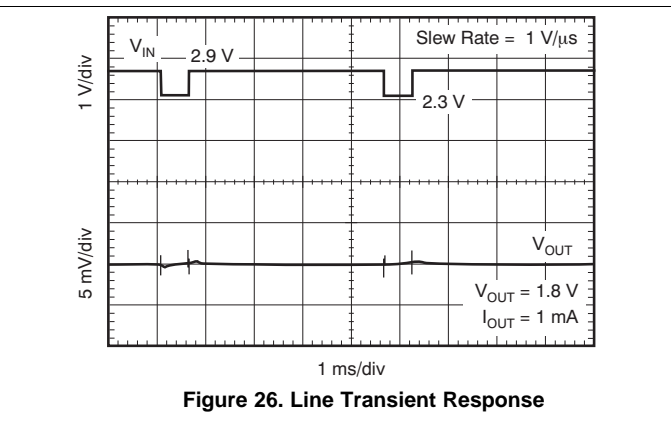 V_IN
2.9 V
Slew Rate = 1 V/µs
1 V/div
2.3 V
5 mV/div
V_OUT
V_OUT = 1.8 V
I_OUT = 1 mA
1 ms/div
Figure 26. Line Transient Response